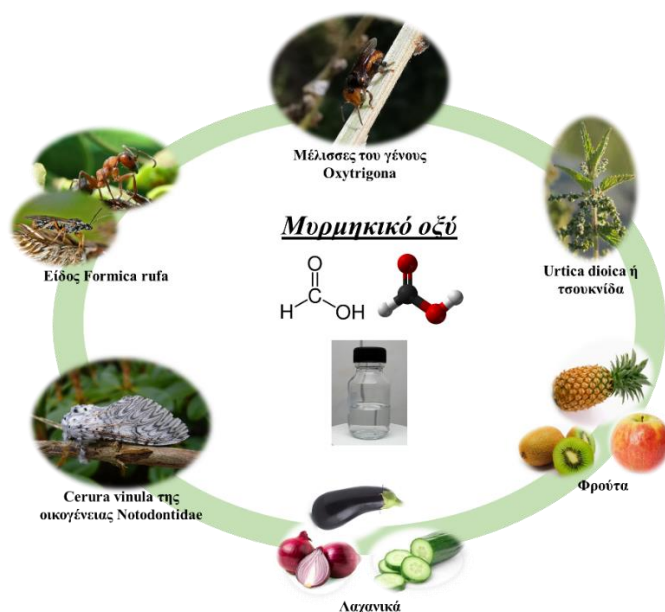 Μέλισσες του γένους
Oxytrigona
Μυρμηκικό οξύ
O
H
OH
Urtica dioica ή
τσουκνίδα
Είδος Formica rufa
Φρούτα
Cerura vinula της
οικογένειας Notodontidae
Λαχανικά